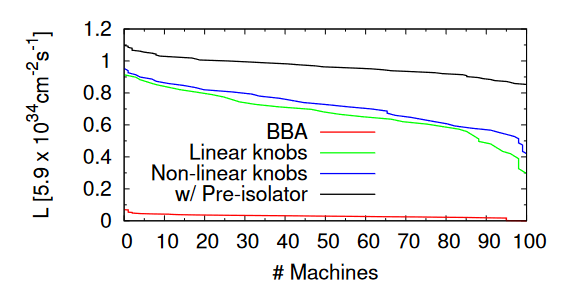 L [5.9 x 10³⁴cm⁻²s⁻¹]
1.2
1
0.8
0.6
0.4
0.2
0
BBA
Linear knobs
Non-linear knobs
w/ Pre-isolator
0 10 20 30 40 50 60 70 80 90 100
# Machines